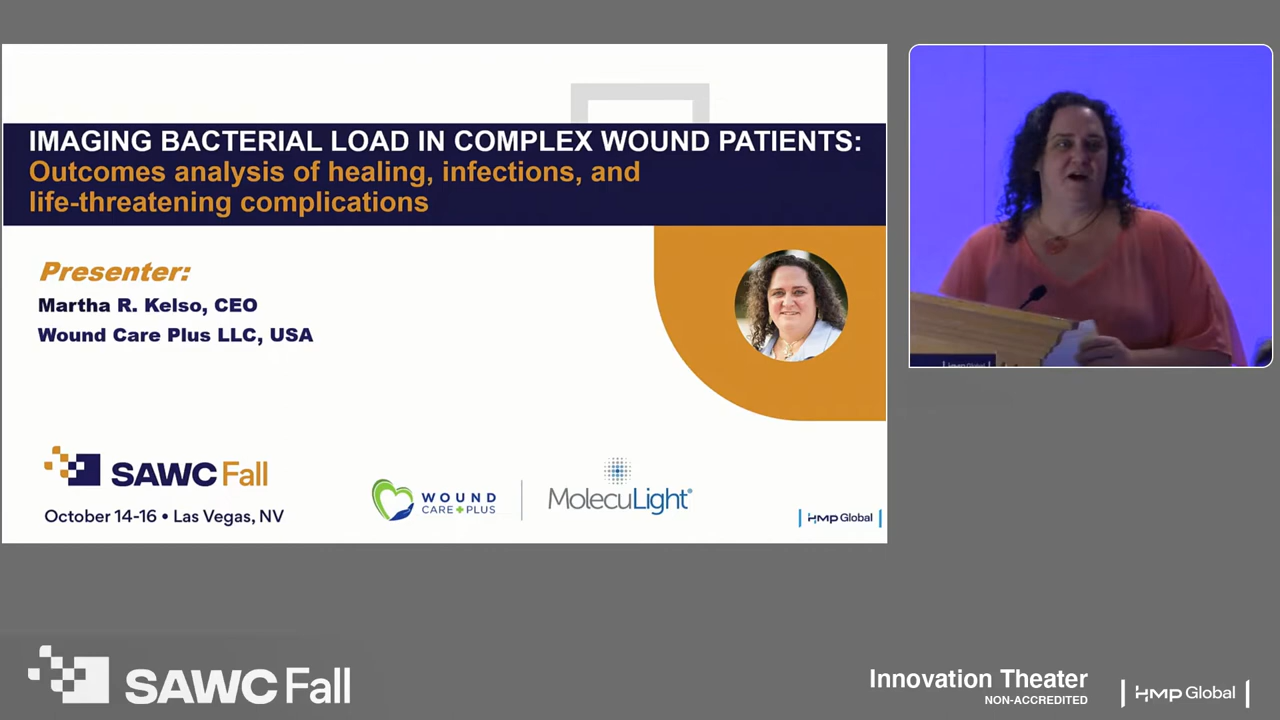 IMAGING BACTERIAL LOAD IN COMPLEX WOUND PATIENTS:
Outcomes analysis of healing, infections, and
life-threatening complications
Presenter:
Martha R. Kelso, CEO
Wound Care Plus LLC, USA
SAWC Fall
October 14-16 • Las Vegas, NV
WOUND
CARE+PLUS
MolecuLight®
HMP Global
HMP Global
SAWC Fall
Innovation Theater
NON-ACCREDITED
HMP Global